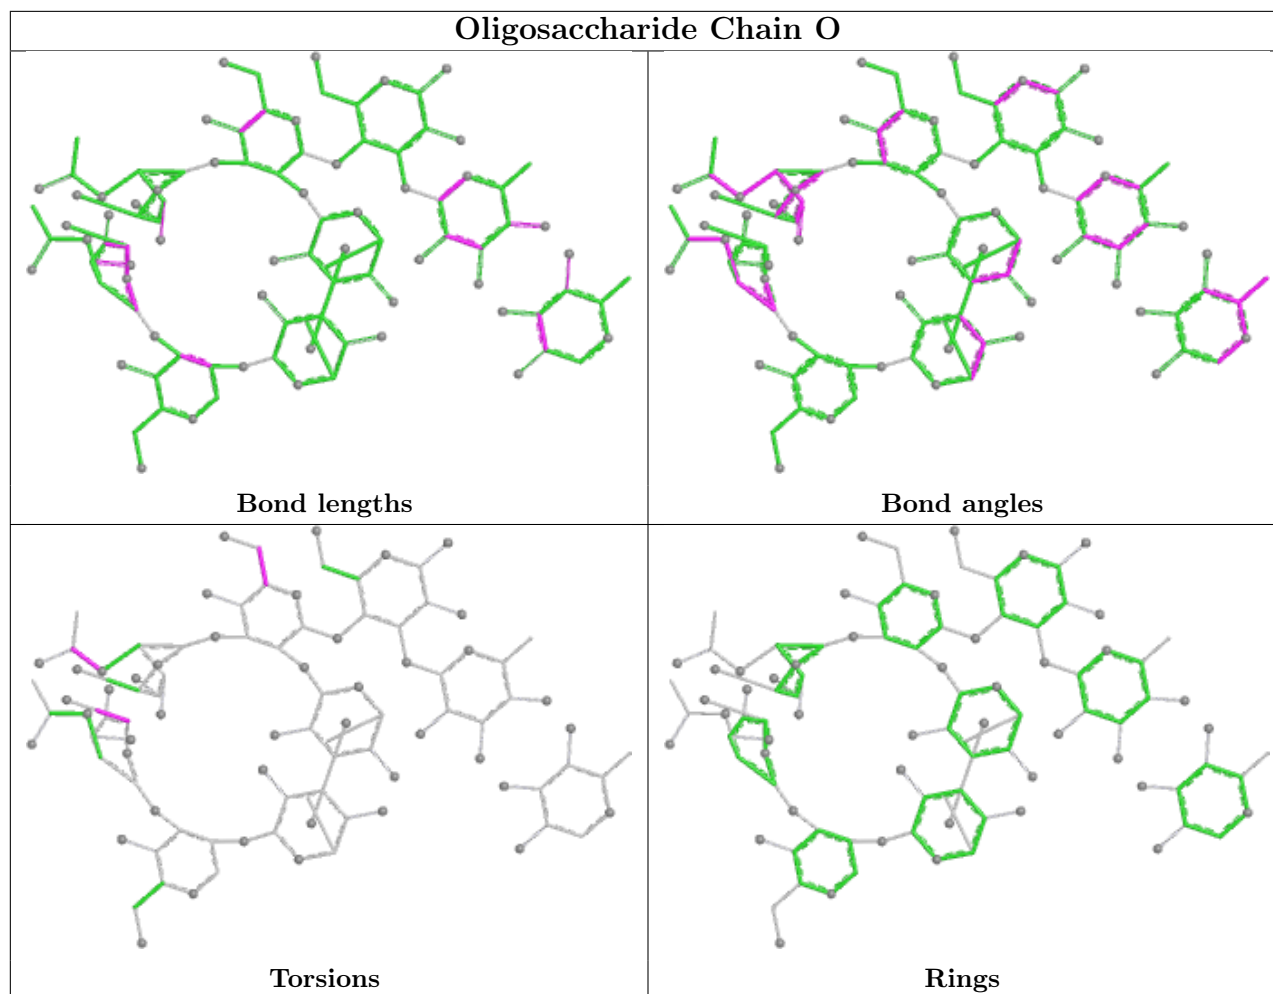 Oligosaccharide Chain O
Bond lengths
Bond angles
Torsions
Rings